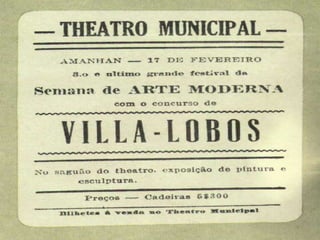 — THEATRO MUNICIPAL —
AMANHAN — 17 DE FEVEREIRO
3.o e ultimo grande festival da
Semana de ARTE MODERNA
com o concurso de
VILLA-LOBOS
No saguão do theatro, exposição de pintura e
esculptura.
Preços — Cadeiras 5$300
Bilhetes á venda no Theatro Municipal